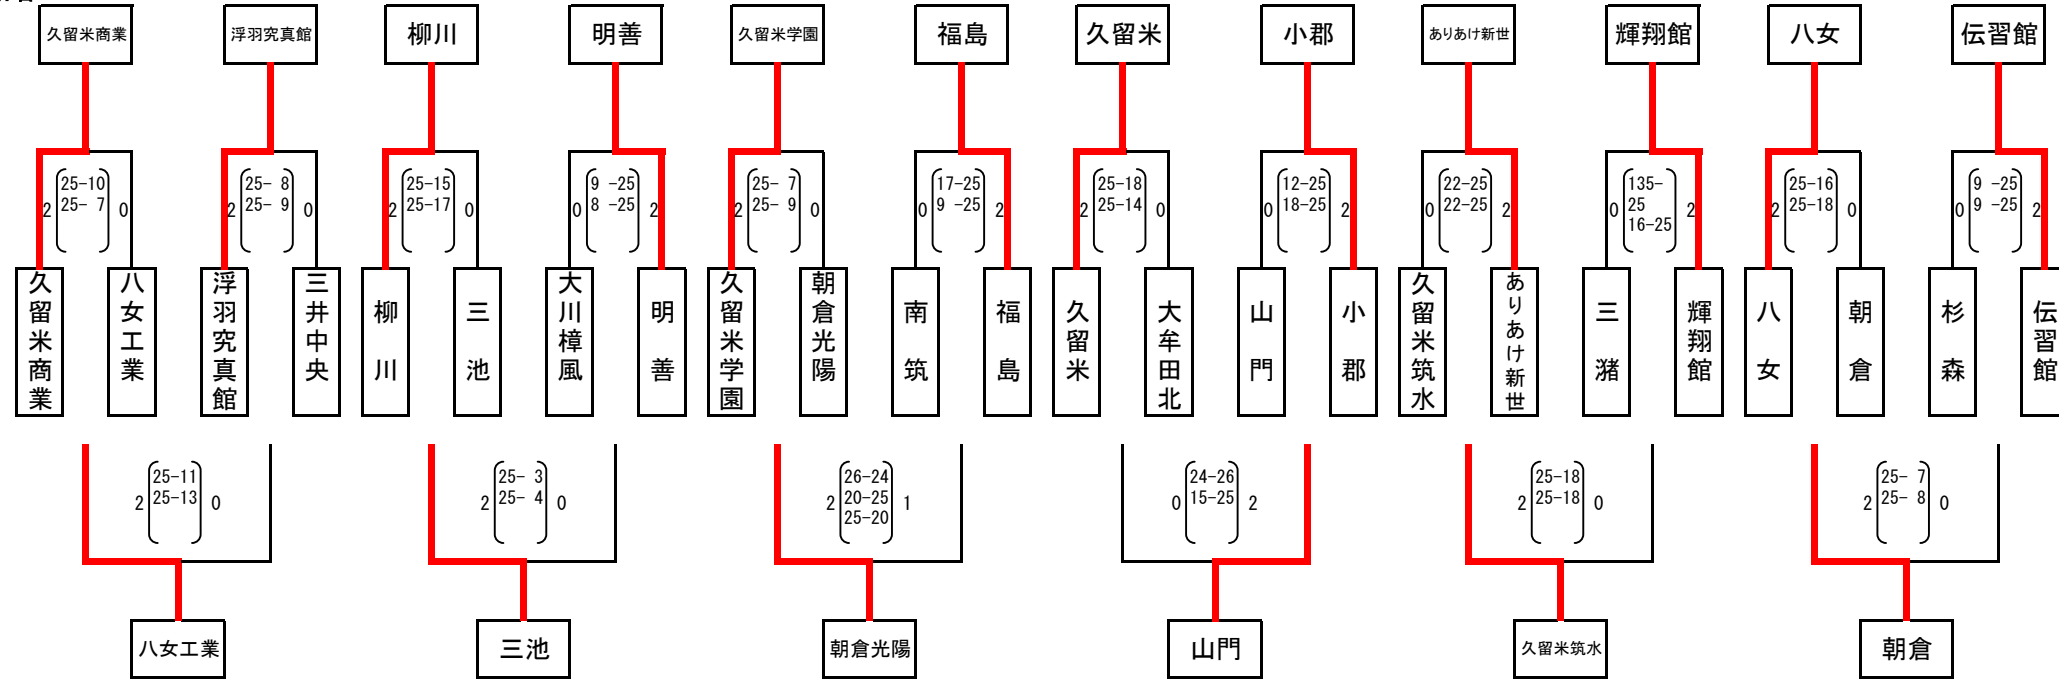 久留米商業 浮羽究真館 柳川 明善 久留米学園 福島 久留米 小郡 ありあけ新世 輝翔館 八女 伝習館
2 25-10 0 2 25- 8 0 2 25-15 0 0 9 -25 2 2 25- 7 0 0 17-25 2 2 25-18 0 0 12-25 2 0 22-25 2 0 135- 2 2 25-16 0 0 9 -25 2
25- 7 25- 9 25-17 8 -25 25- 9 9 -25 25-14 18-25 22-25 25 25-18 9 -25
16-25
久留米商業 八女工業 浮羽究真館 三井中央 柳川 三池 大川樟風 明善 久留米学園 朝倉光陽 南筑 福島 久留米 大牟田北 山門 小郡 久留米筑水 ありあけ新世 三潴 輝翔館 八女 朝倉 杉森 伝習館
2 25-11 0 2 25- 3 0 2 26-24 1 0 24-26 2 2 25-18 0 2 25- 7 0
25-13 25- 4 20-25 15-25 25-18 25- 8
25-20
八女工業 三池 朝倉光陽 山門 久留米筑水 朝倉